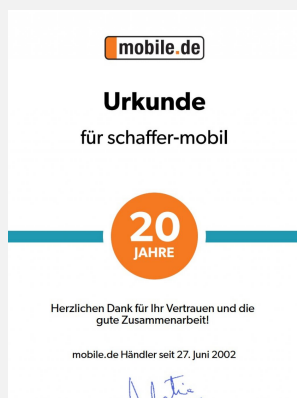 mobile.de
Urkunde
für schaffer-mobil
20
JAHRE
Herzlichen Dank für Ihr Vertrauen und die
gute Zusammenarbeit!
mobile.de Händler seit 27. Juni 2002